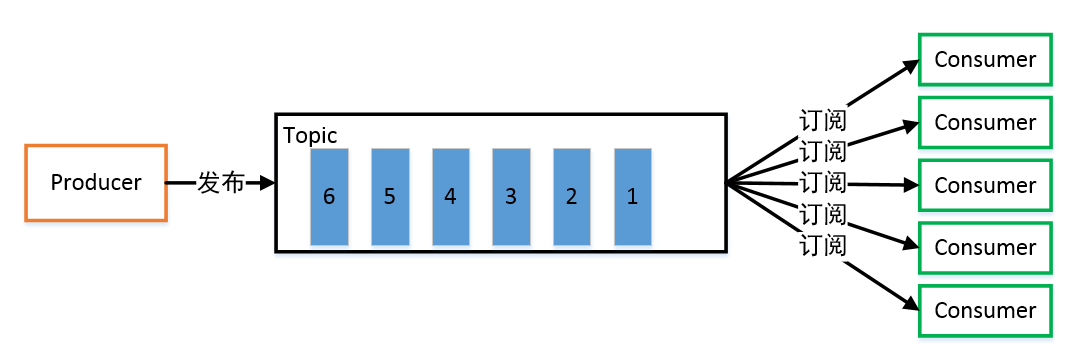 Producer
发布
Topic
6
5
4
3
2
1
订阅
订阅
订阅
订阅
订阅
Consumer
Consumer
Consumer
Consumer
Consumer